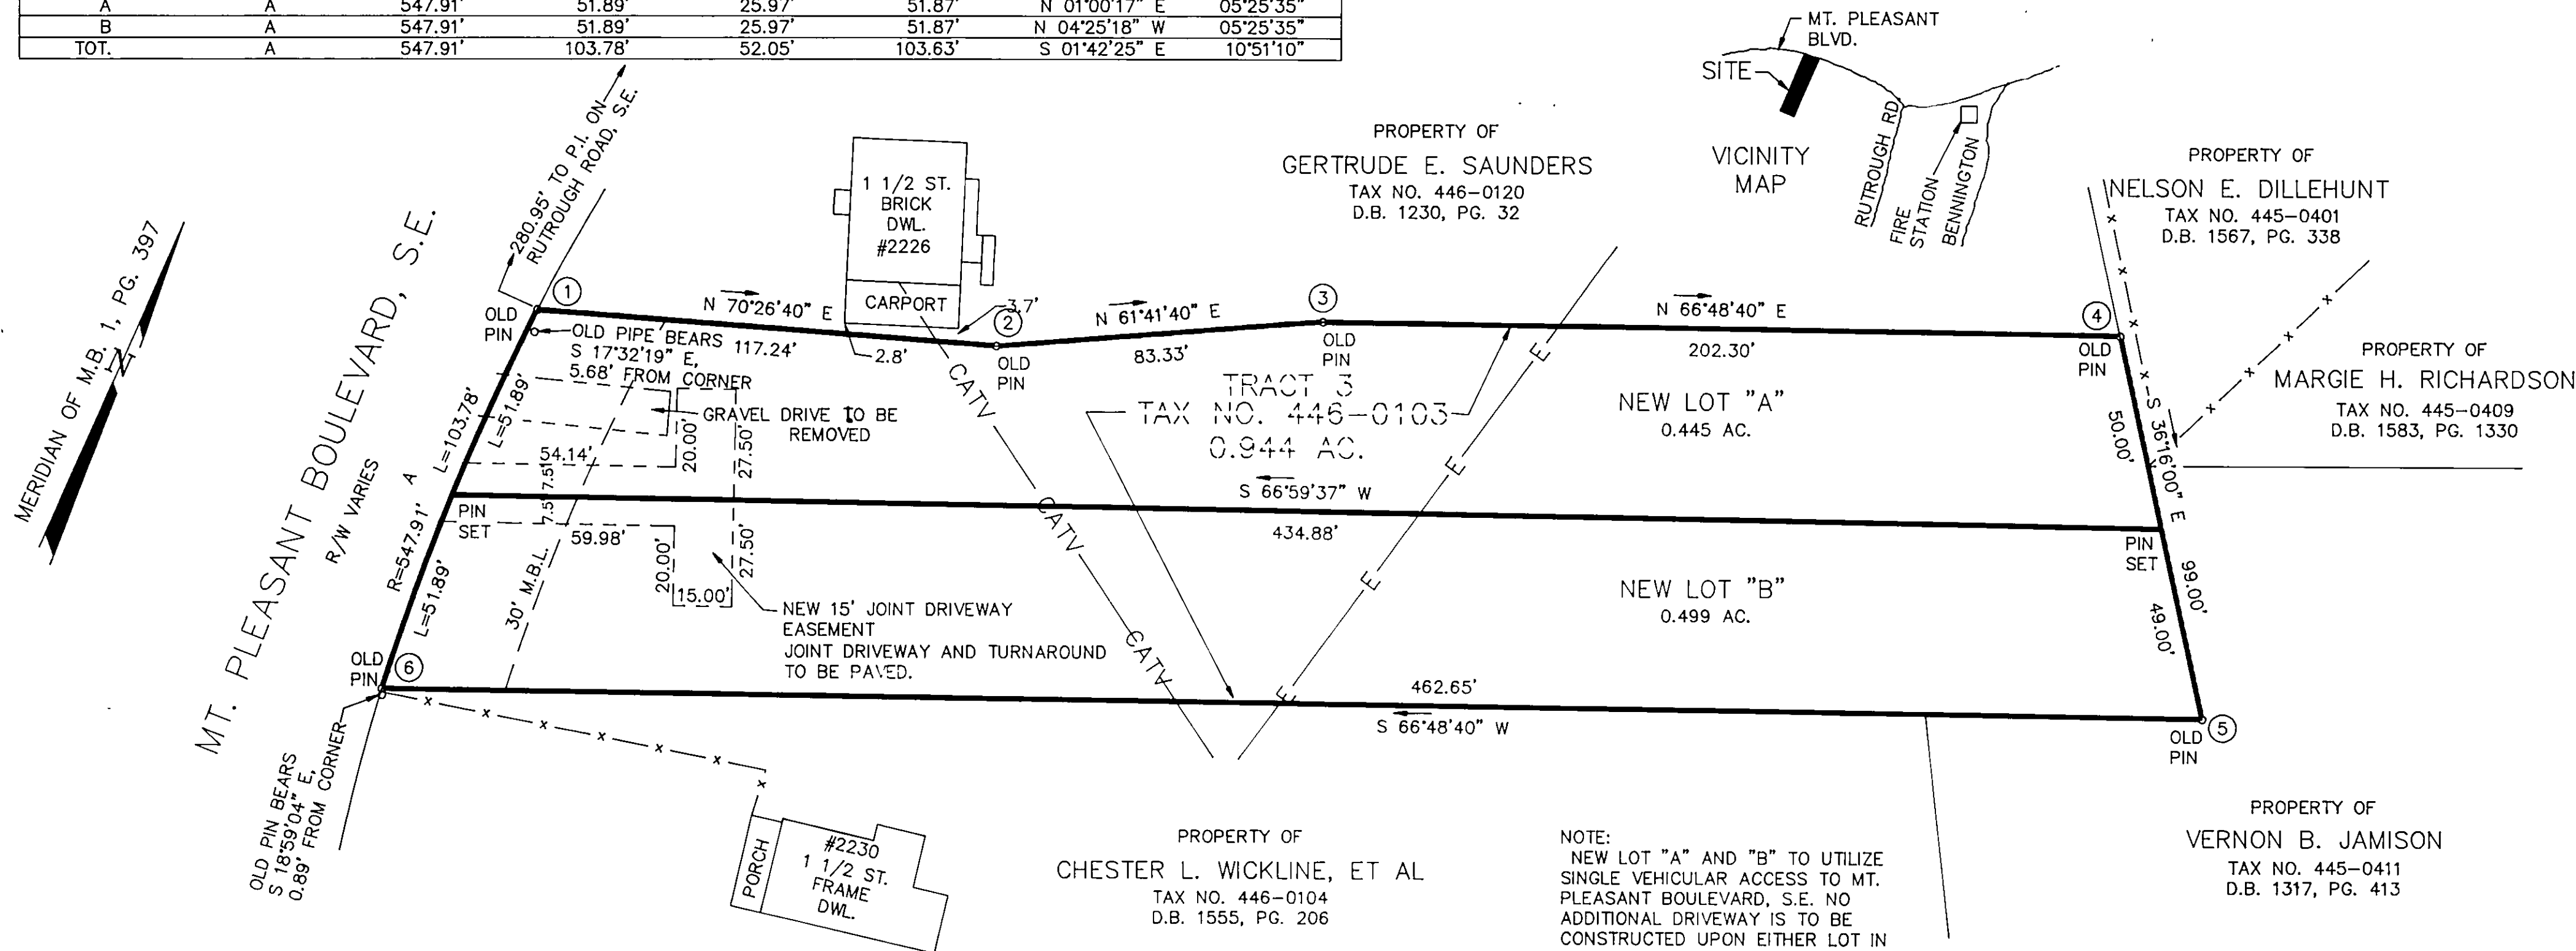 A A 547.91' 51.89' 25.97' 51.87' N 01°00'17" E 05°25'35"
B A 547.91' 51.89' 25.97' 51.87' N 04°25'18" W 05°25'35"
TOT. A 547.91' 103.78' 52.05' 103.63' S 01°42'25" E 10°51'10"
MT. PLEASANT
BLVD.
SITE
VICINITY
MAP
RUTROUGH RD
FIRE
STATION
BENNINGTON
280.95' TO P.I. ON
RUTROUGH ROAD, S.E.
MERIDIAN OF M.B. 1, PG. 397
N
MT. PLEASANT BOULEVARD, S.E.
R/W VARIES
1 1/2 ST.
BRICK
DWL.
#2226
CARPORT
PROPERTY OF
GERTRUDE E. SAUNDERS
TAX NO. 446-0120
D.B. 1230, PG. 32
PROPERTY OF
NELSON E. DILLEHUNT
TAX NO. 445-0401
D.B. 1567, PG. 338
PROPERTY OF
MARGIE H. RICHARDSON
TAX NO. 445-0409
D.B. 1583, PG. 1330
1
OLD
PIN
N 70°26'40" E
117.24'
OLD PIPE BEARS
S 17°32'19" E,
5.68' FROM CORNER
2.8'
3.7'
2
OLD
PIN
N 61°41'40" E
83.33'
3
OLD
PIN
N 66°48'40" E
202.30'
4
OLD
PIN
S 36°16'00" E
50.00'
99.00'
49.00'
GRAVEL DRIVE TO BE
REMOVED
TRACT 3
TAX NO. 446-0103
0.944 AC.
NEW LOT "A"
0.445 AC.
L=103.78'
L=51.89'
R=547.91' A
L=51.89'
54.14'
20.00'
27.50'
7.5'
7.5'
PIN
SET
S 66°59'37" W
434.88'
PIN
SET
59.98'
20.00'
27.50'
15.00'
30' M.B.L.
NEW 15' JOINT DRIVEWAY
EASEMENT
JOINT DRIVEWAY AND TURNAROUND
TO BE PAVED.
NEW LOT "B"
0.499 AC.
CATV
CATV
CATV
E
E
E
E
E
OLD
PIN
6
462.65'
S 66°48'40" W
5
OLD
PIN
OLD PIN BEARS
S 18°59'04" E,
0.89' FROM CORNER
PORCH
#2230
1 1/2 ST.
FRAME
DWL.
PROPERTY OF
CHESTER L. WICKLINE, ET AL
TAX NO. 446-0104
D.B. 1555, PG. 206
NOTE:
NEW LOT "A" AND "B" TO UTILIZE
SINGLE VEHICULAR ACCESS TO MT.
PLEASANT BOULEVARD, S.E. NO
ADDITIONAL DRIVEWAY IS TO BE
CONSTRUCTED UPON EITHER LOT IN
PROPERTY OF
VERNON B. JAMISON
TAX NO. 445-0411
D.B. 1317, PG. 413